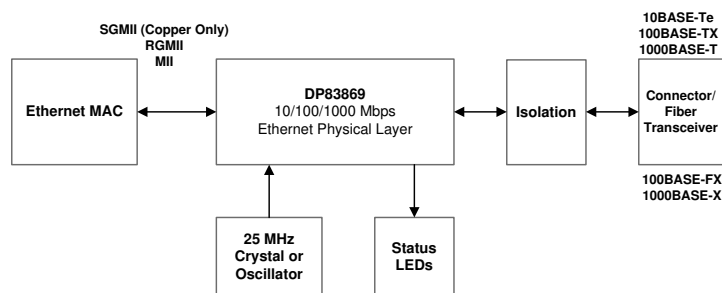 SGMII (Copper Only)
RGMII
MII
10BASE-Te
100BASE-TX
1000BASE-T
Ethernet MAC
DP83869
10/100/1000 Mbps
Ethernet Physical Layer
Isolation
Connector/
Fiber
Transceiver
100BASE-FX
1000BASE-X
25 MHz
Crystal or
Oscillator
Status
LEDs